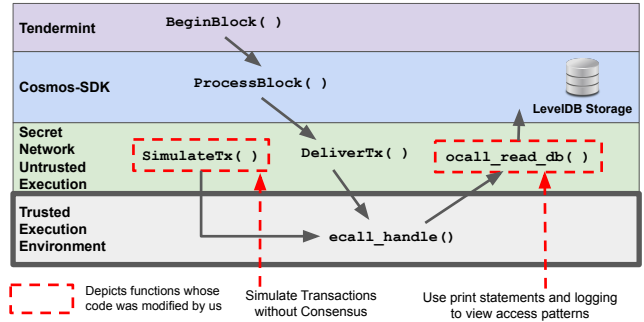 BeginBlock( )
Tendermint
Cosmos-SDK
ProcessBlock( )
LevelDB Storage
Secret
Network
Untrusted
Execution
SimulateTx( )
DeliverTx( )
ocall_read_db( )
Trusted
Execution
Environment
ecall_handle()
Depicts functions whose
code was modified by us
Simulate Transactions
without Consensus
Use print statements and logging
to view access patterns